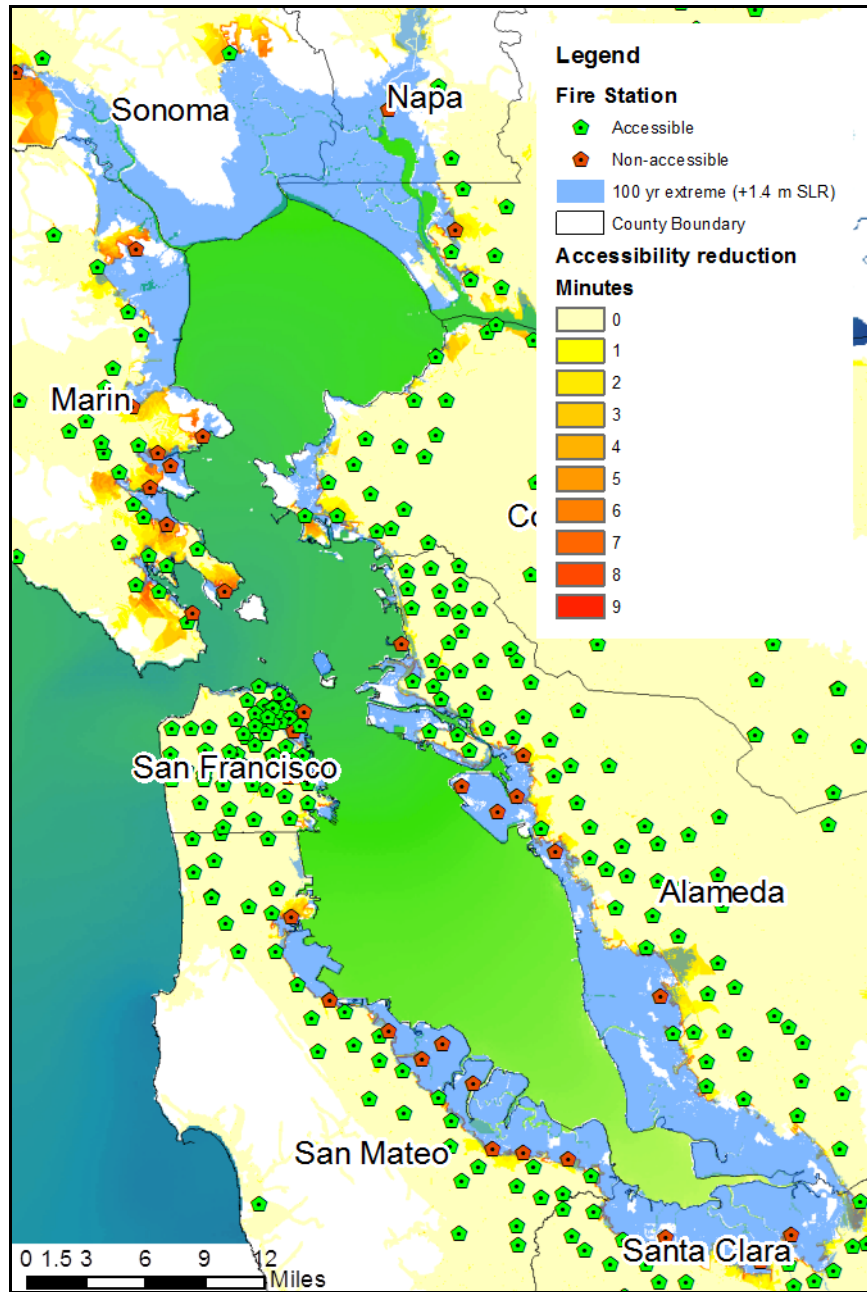 Legend
Fire Station
Accessible
Non-accessible
100 yr extreme (+1.4 m SLR)
County Boundary
Accessibility reduction
Minutes
0
1
2
3
4
5
6
7
8
9
Sonoma
Napa
Marin
Co
San Francisco
Alameda
San Mateo
Santa Clara
0 1.5 3 6 9 12
Miles